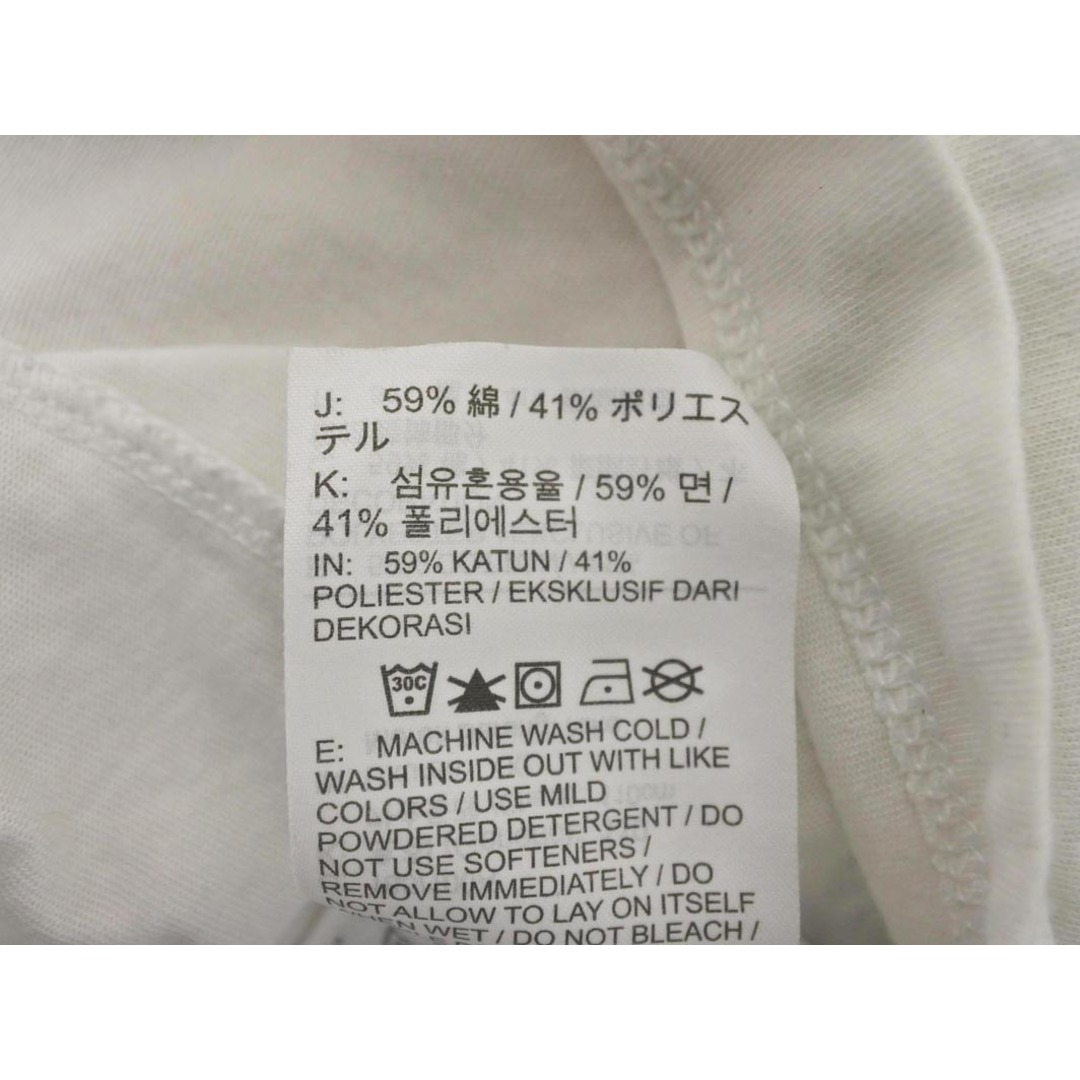 J: 59% 綿 / 41% ポリエス
テル
K: 섬유혼용율 / 59% 면 /
41% 폴리에스터
IN: 59% KATUN / 41%
POLIESTER / EKSKLUSIF DARI
DEKORASI
30C
E: MACHINE WASH COLD /
WASH INSIDE OUT WITH LIKE
COLORS / USE MILD
POWDERED DETERGENT / DO
NOT USE SOFTENERS /
REMOVE IMMEDIATELY / DO
NOT ALLOW TO LAY ON ITSELF
WHEN WET / DO NOT BLEACH /